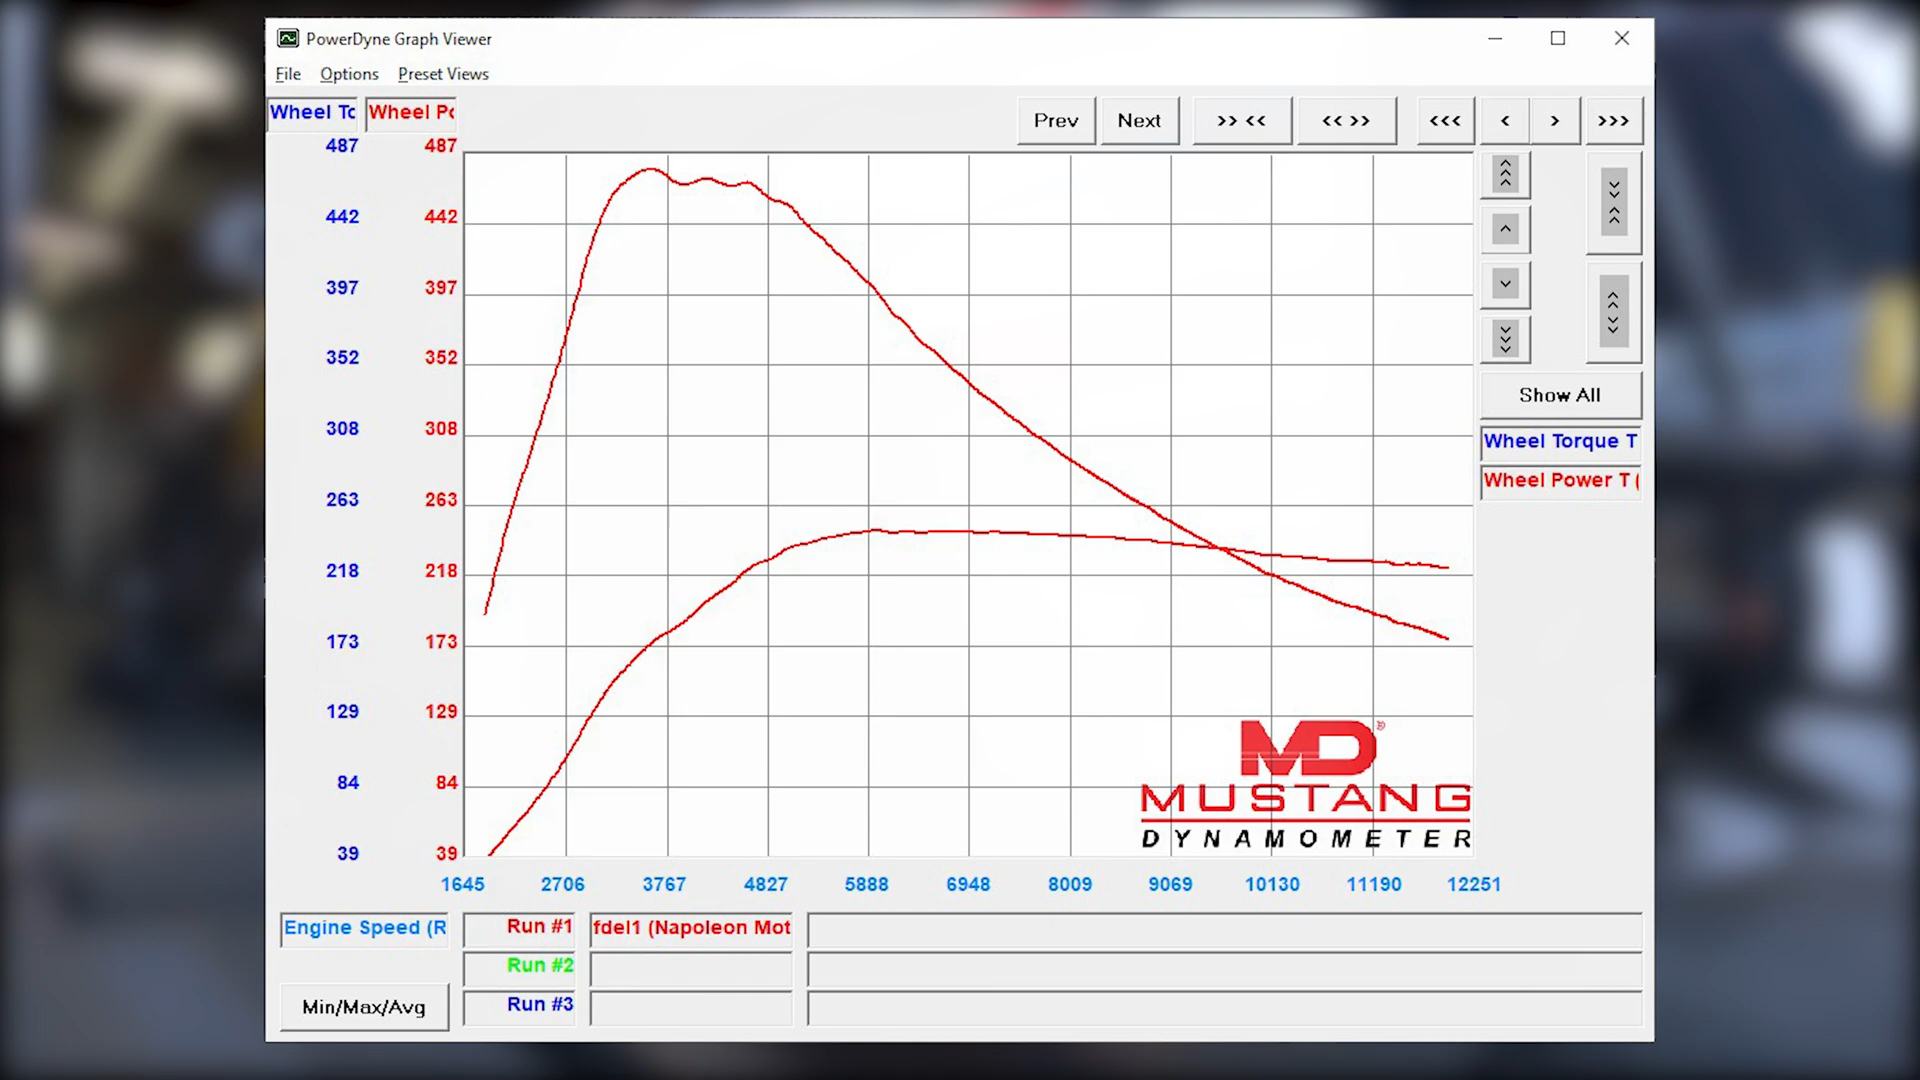 PowerDyne Graph Viewer
File Options Preset Views
Wheel Tc Wheel Pc
Prev Next >> << << >> <<< < > >>>
487 487
442 442
397 397
352 352
308 308
263 263
218 218
173 173
129 129
84 84
39 39
Show All
Wheel Torque T
Wheel Power T (
MD®
MUSTANG
DYNAMOMETER
1645 2706 3767 4827 5888 6948 8009 9069 10130 11190 12251
Engine Speed (R Run #1 fdel1 (Napoleon Mot
Run #2
Min/Max/Avg Run #3